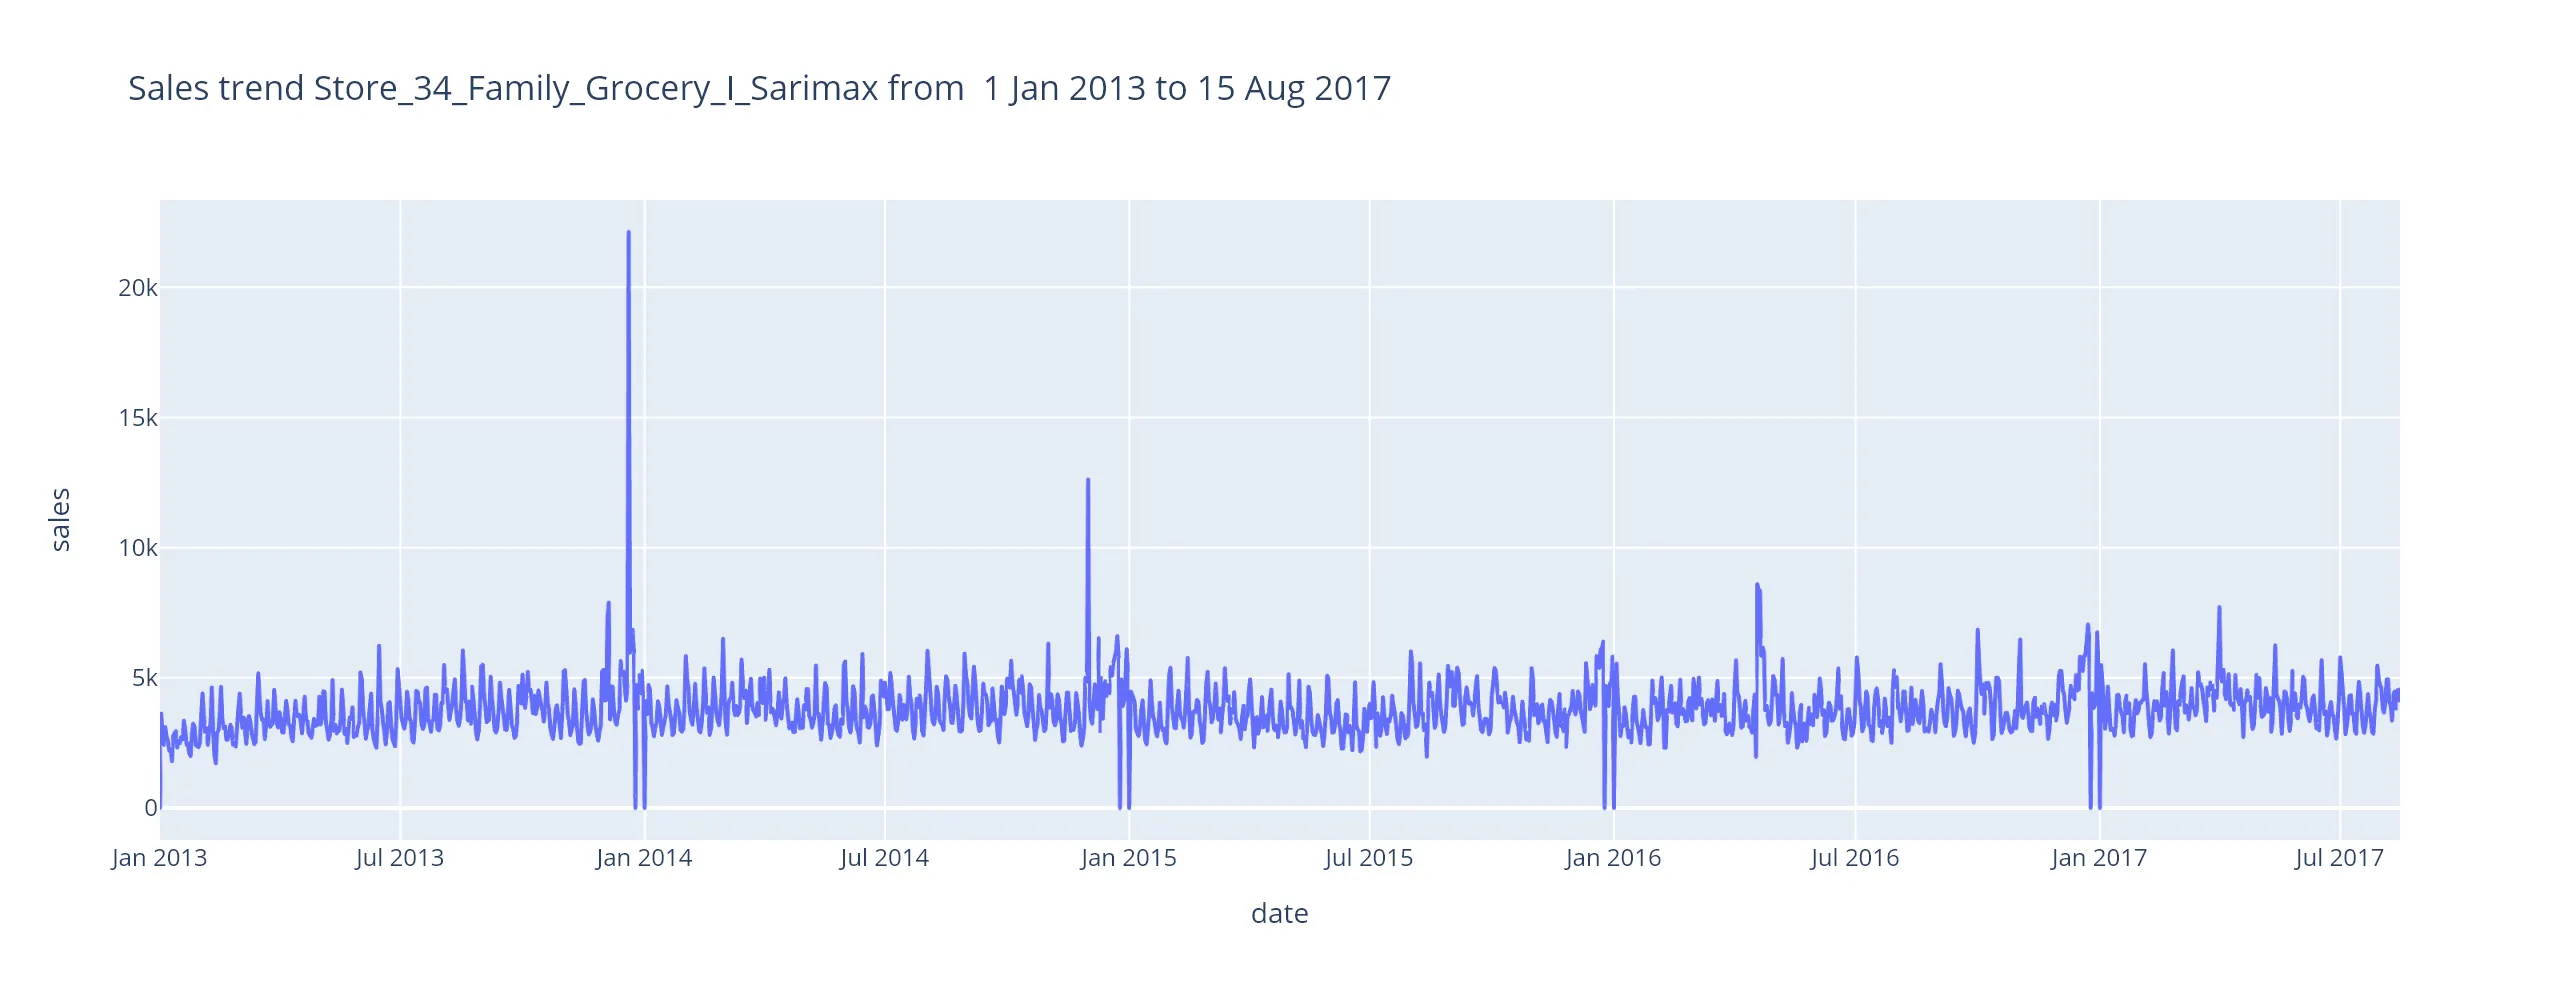 Sales trend Store_34_Family_Grocery_I_Sarimax from  1 Jan 2013 to 15 Aug 2017
20k
15k
10k
5k
0
sales
Jan 2013 Jul 2013 Jan 2014 Jul 2014 Jan 2015 Jul 2015 Jan 2016 Jul 2016 Jan 2017 Jul 2017
date